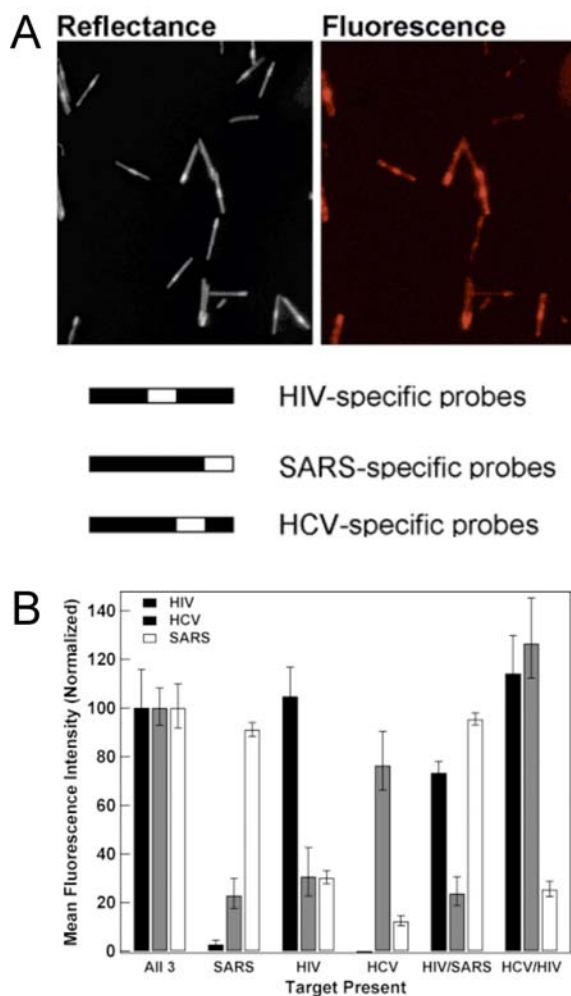 A
Reflectance Fluorescence
HIV-specific probes
SARS-specific probes
HCV-specific probes
B
HIV
HCV
SARS
Mean Fluorescence Intensity (Normalized)
140
120
100
80
60
40
20
0
All 3 SARS HIV HCV HIV/SARS HCV/HIV
Target Present